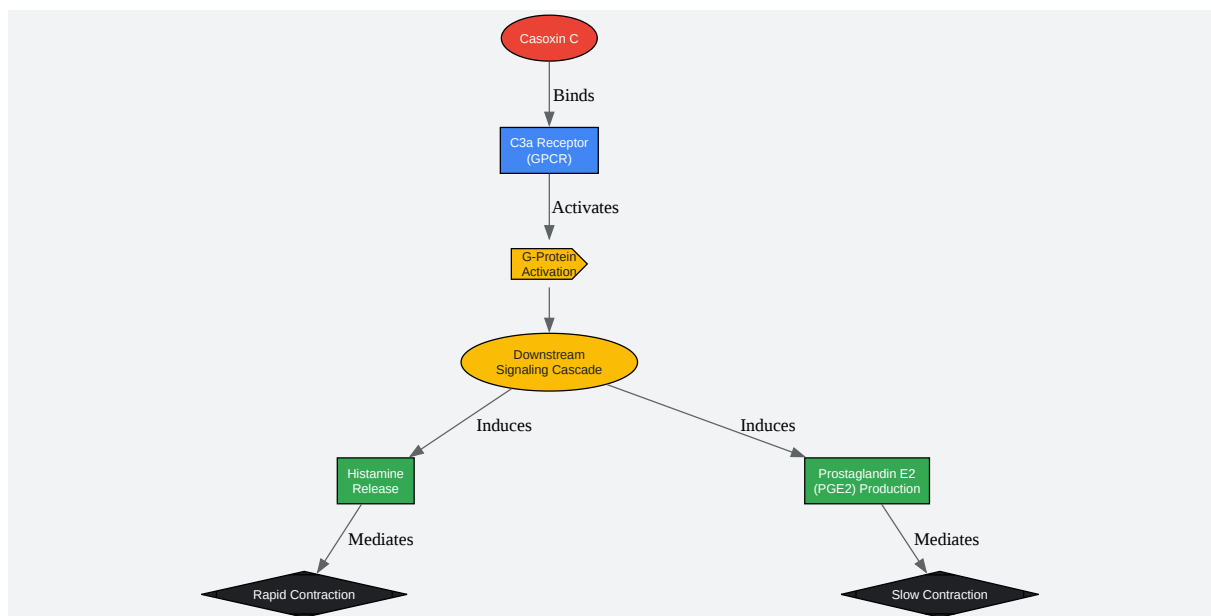 Casoxin C
Binds
C3a Receptor
(GPCR)
Activates
G-Protein
Activation
Downstream
Signaling Cascade
Induces
Induces
Histamine
Release
Prostaglandin E2
(PGE2) Production
Mediates
Mediates
Rapid Contraction
Slow Contraction